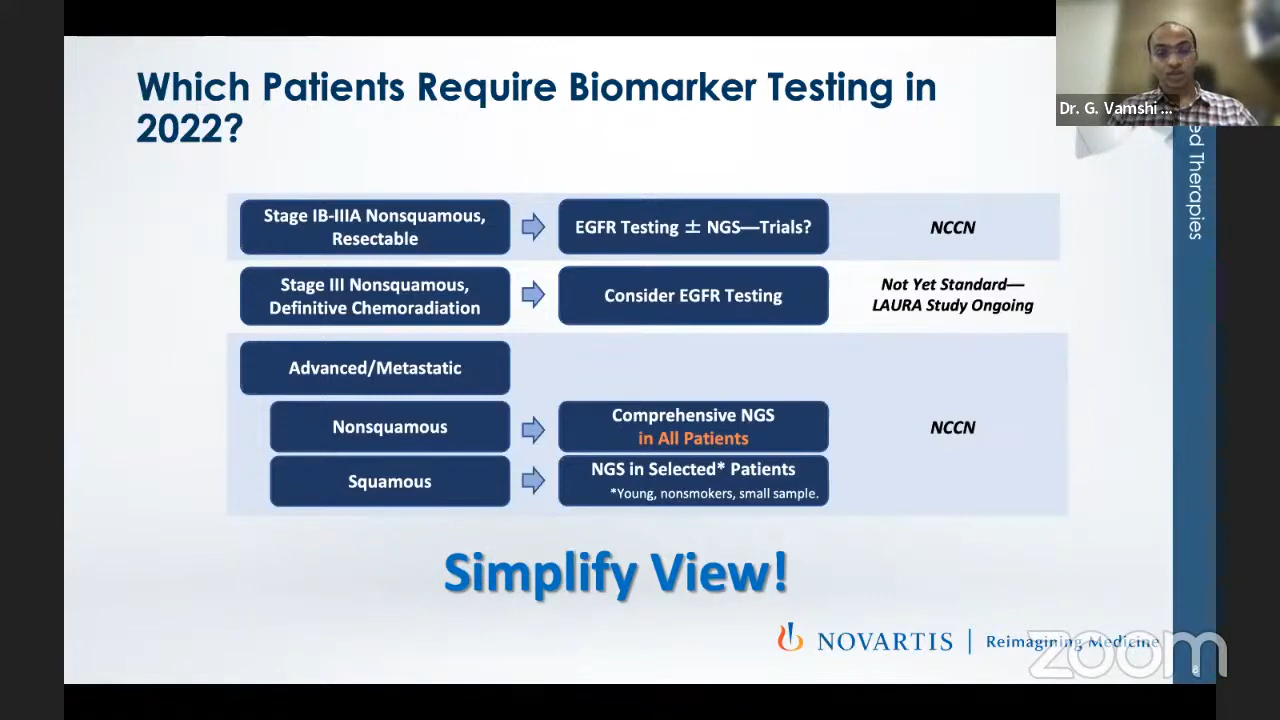 Which Patients Require Biomarker Testing in
2022?
Dr. G. Vamshi ...
ed Therapies
Stage IB-IIIA Nonsquamous,
Resectable
EGFR Testing ± NGS—Trials?
NCCN
Stage III Nonsquamous,
Definitive Chemoradiation
Consider EGFR Testing
Not Yet Standard—
LAURA Study Ongoing
Advanced/Metastatic
Nonsquamous
Comprehensive NGS
in All Patients
NCCN
Squamous
NGS in Selected* Patients
*Young, nonsmokers, small sample.
Simplify View!
NOVARTIS | Reimagining Medicine
zoom
8